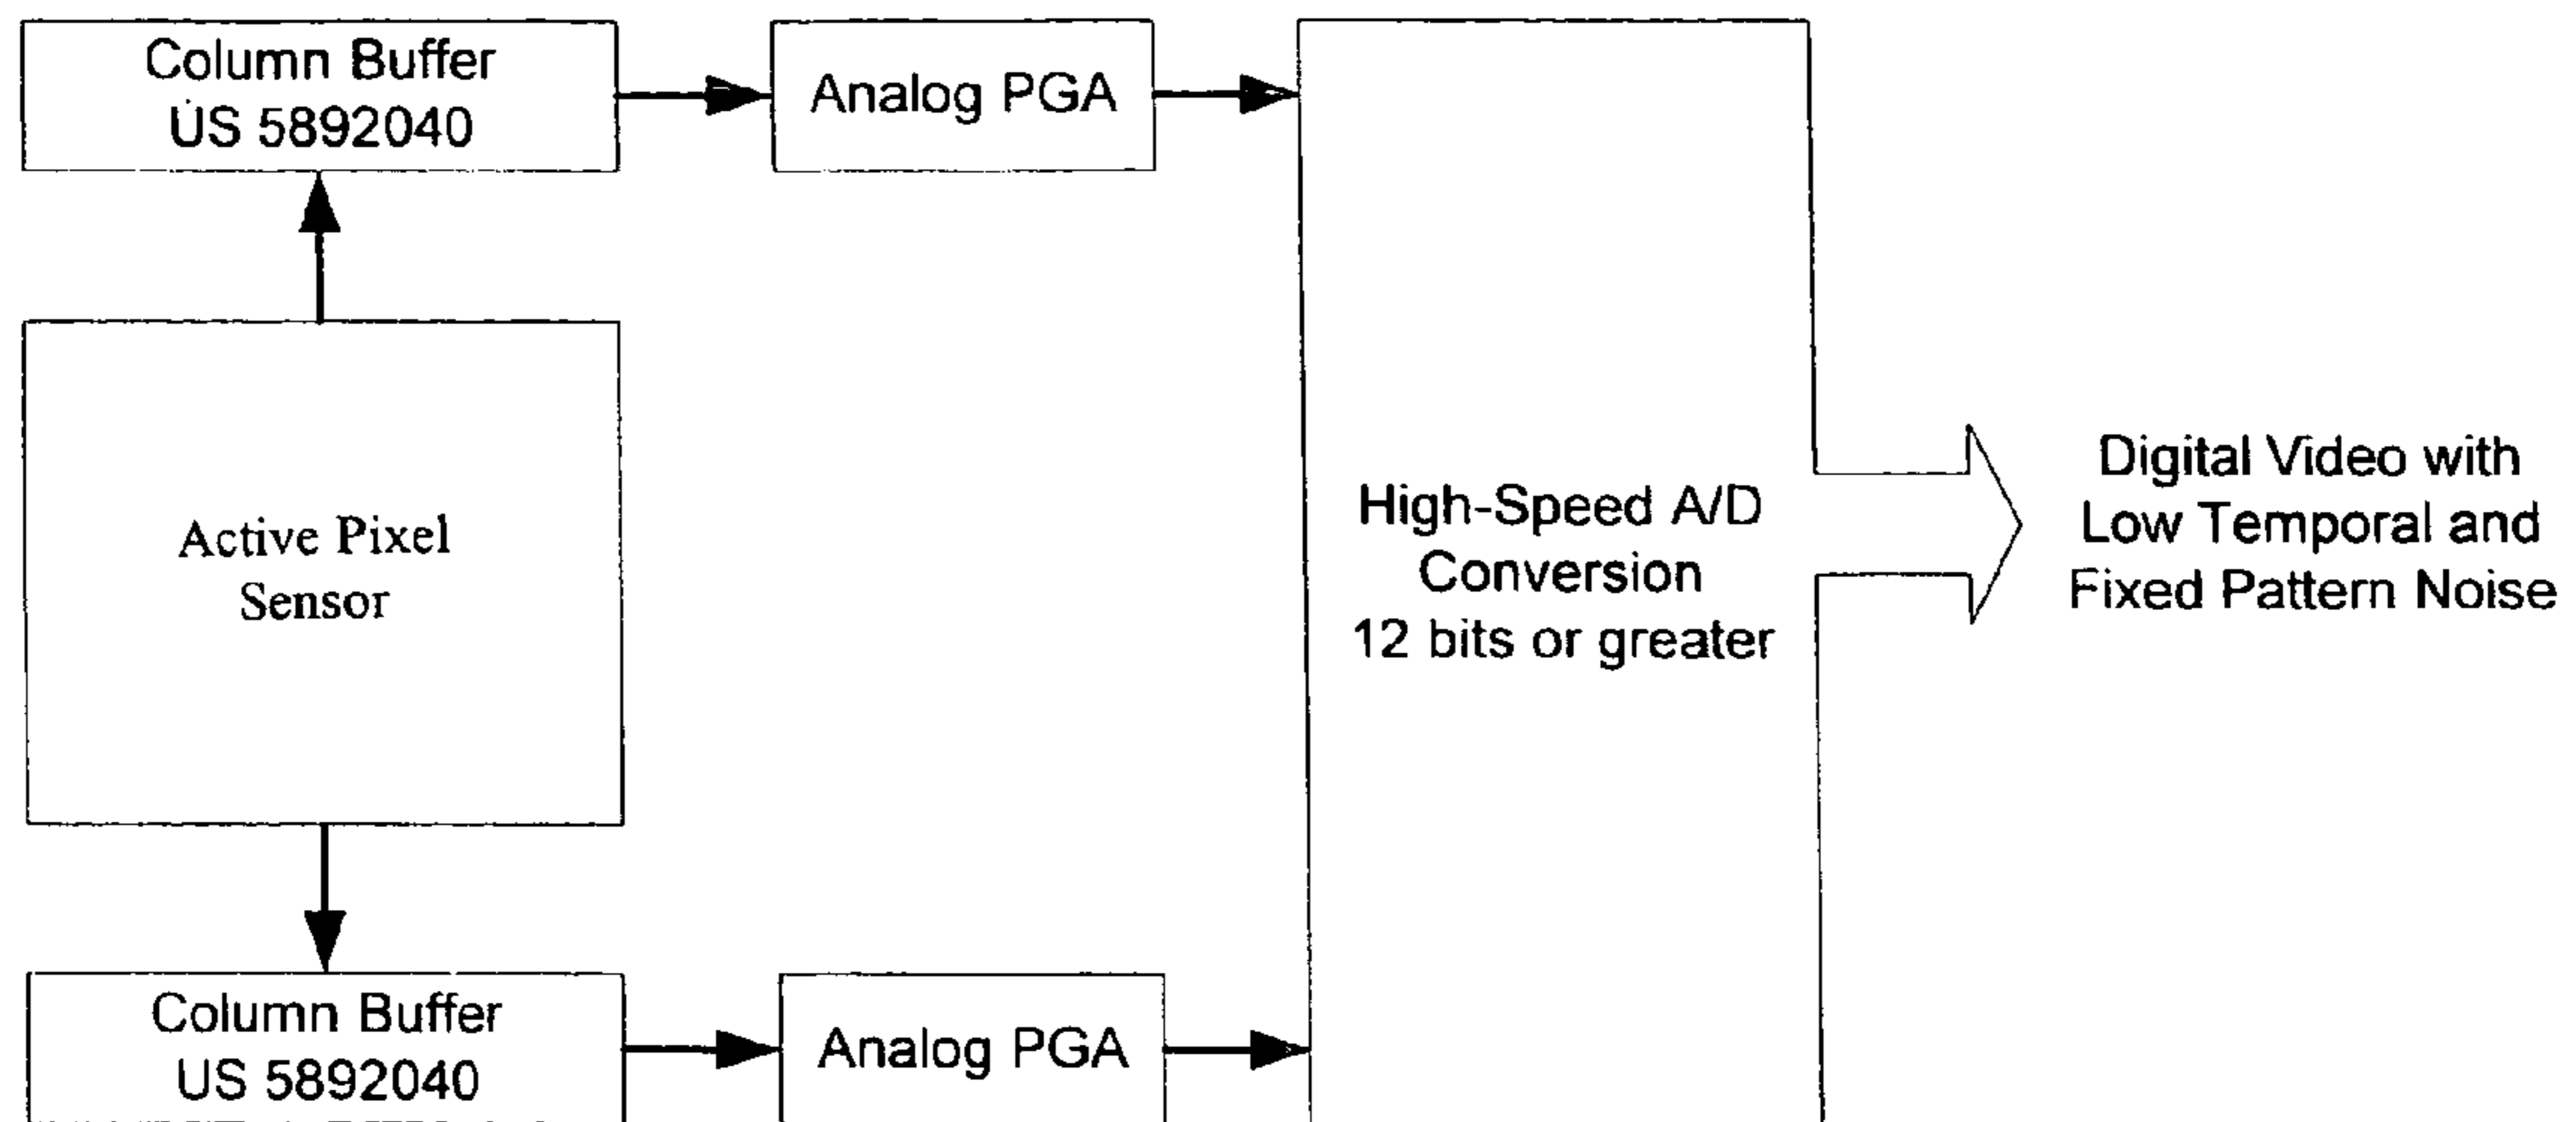 Column Buffer
US 5892040
Analog PGA
Active Pixel
Sensor
High-Speed A/D
Conversion
12 bits or greater
Digital Video with
Low Temporal and
Fixed Pattern Noise
Column Buffer
US 5892040
Analog PGA